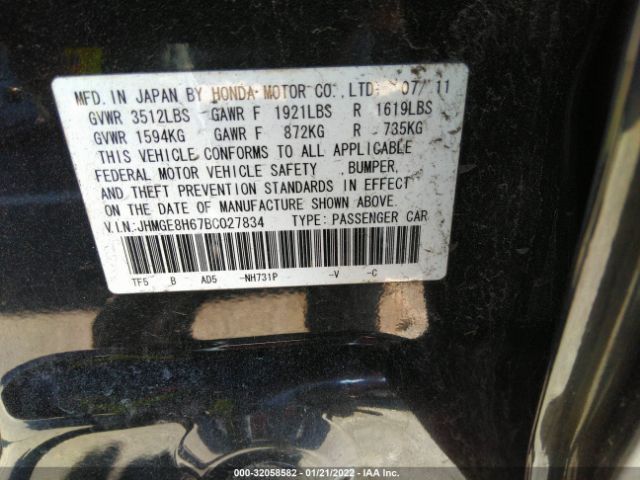 MFD. IN JAPAN BY HONDA MOTOR CO., LTD. 07/11
GVWR 3512LBS GAWR F 1921LBS R 1619LBS
GVWR 1594KG GAWR F 872KG R 735KG
THIS VEHICLE CONFORMS TO ALL APPLICABLE
FEDERAL MOTOR VEHICLE SAFETY, BUMPER,
AND THEFT PREVENTION STANDARDS IN EFFECT
ON THE DATE OF MANUFACTURE SHOWN ABOVE.
V.I.N: JHMGE8H67BC027834 TYPE: PASSENGER CAR
TF5 B AD5 -NH731P -V -C
000-32058582 - 01/21/2022 - IAA Inc.